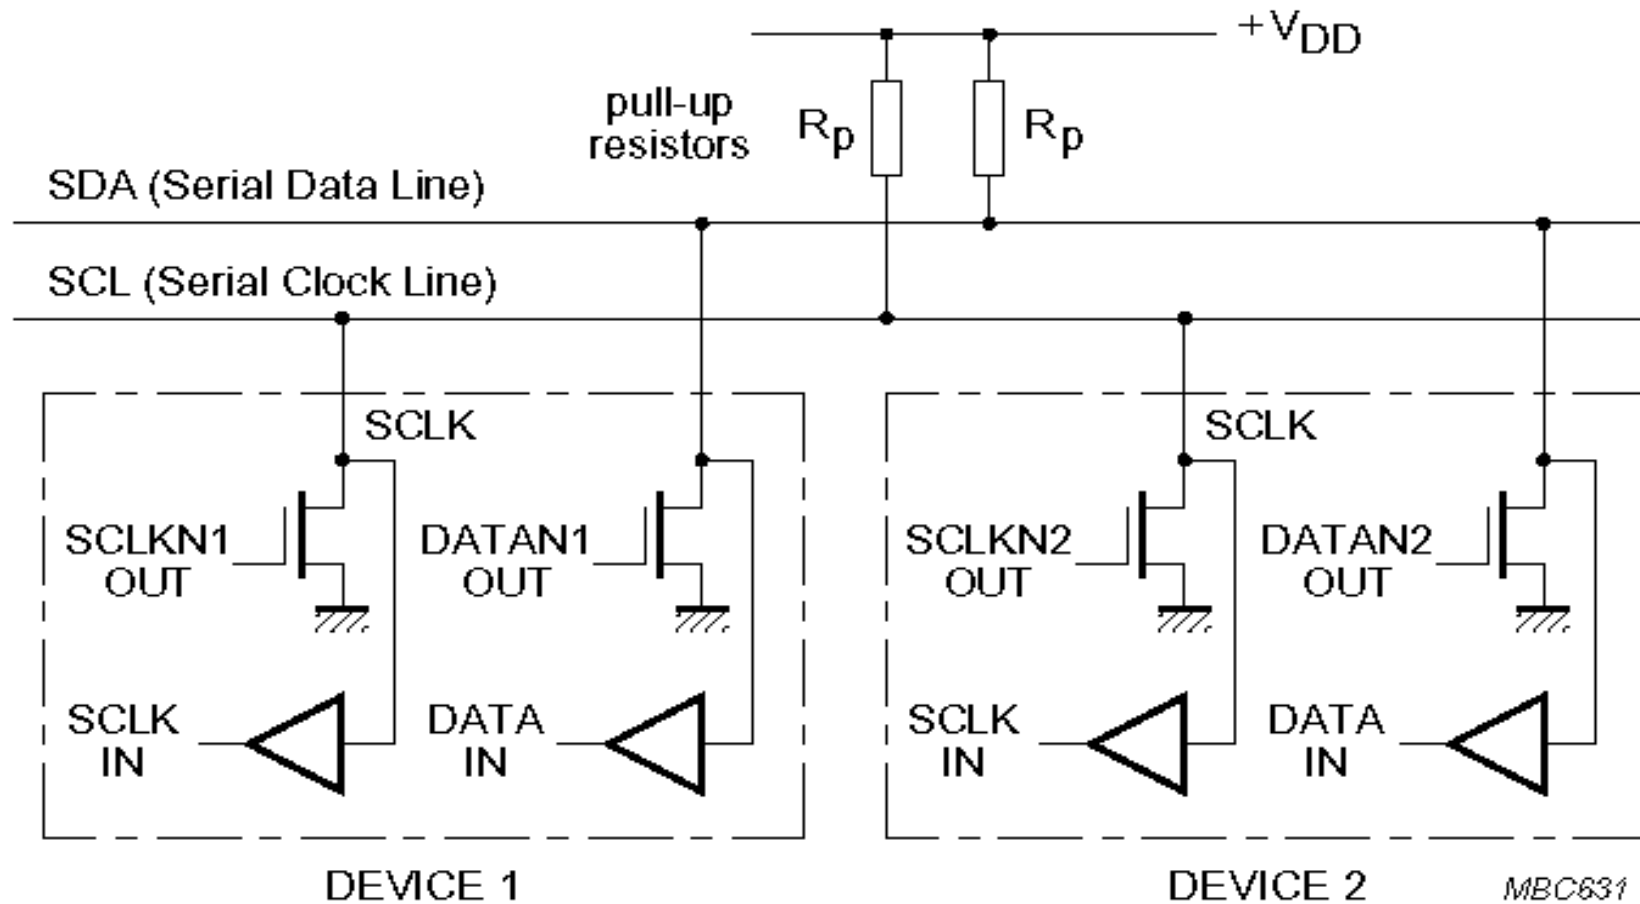 +VDD
pull-up
resistors
Rp
Rp
SDA (Serial Data Line)
SCL (Serial Clock Line)
SCLK
SCLKN1
OUT
DATAN1
OUT
SCLK
IN
DATA
IN
DEVICE 1
SCLK
SCLKN2
OUT
DATAN2
OUT
SCLK
IN
DATA
IN
DEVICE 2
MBC631